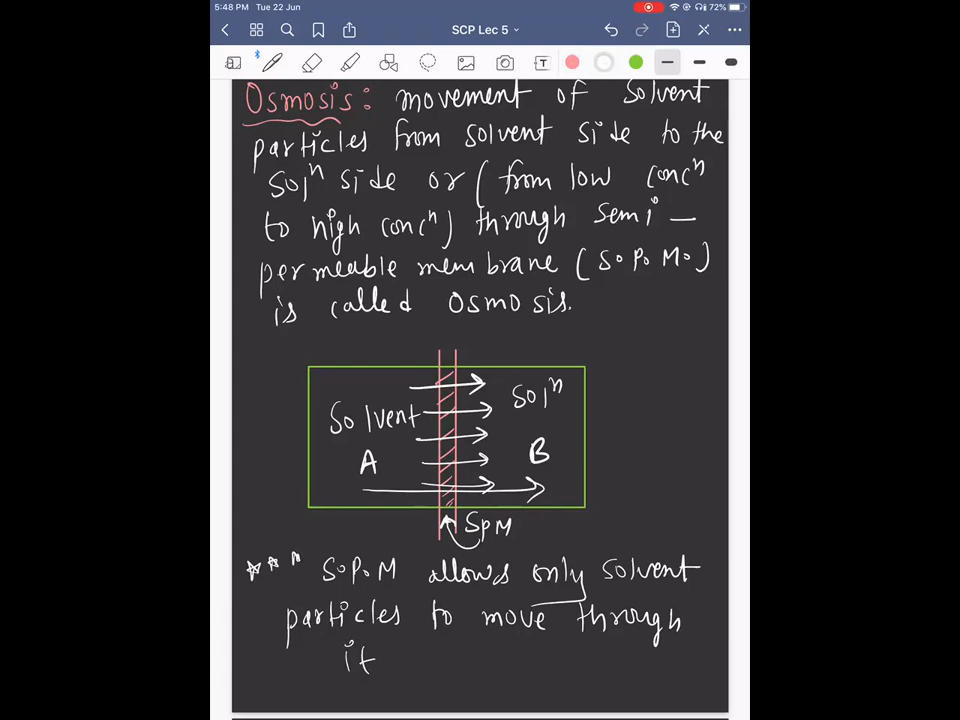 5:48 PM Tue 22 Jun 72%
SCP Lec 5
T
Osmosis: movement of solvent
particles from solvent side to the
Solⁿ side or (from low concⁿ
to high concⁿ) through semi –
permeable membrane (S.P.M.)
is called osmosis.
Solvent Solⁿ
A B
SPM
S.P.M allows only solvent
particles to move through
it